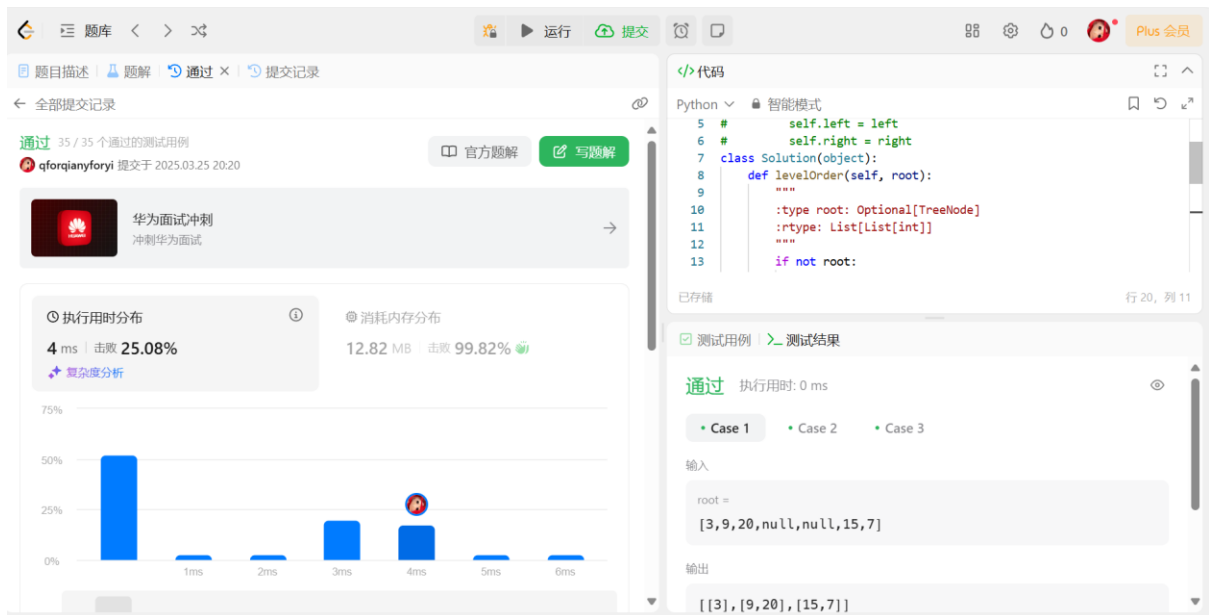 题库
运行
提交
0
Plus 会员
题目描述
题解
通过
提交记录
全部提交记录
通过 35 / 35 个通过的测试用例
qforqianyforyi 提交于 2025.03.25 20:20
官方题解
写题解
华为面试冲刺
冲刺华为面试
执行用时分布
4 ms 击败 25.08%
复杂度分析
消耗内存分布
12.82 MB 击败 99.82%
75%
50%
25%
0%
1ms 2ms 3ms 4ms 5ms 6ms
</>代码
Python 智能模式
5 # self.left = left
6 # self.right = right
7 class Solution(object):
8 def levelOrder(self, root):
9 """
10 :type root: Optional[TreeNode]
11 :rtype: List[List[int]]
12 """
13 if not root:
已存储
行 20, 列 11
测试用例
测试结果
通过 执行用时: 0 ms
Case 1
Case 2
Case 3
输入
root =
[3,9,20,null,null,15,7]
输出
[[3],[9,20],[15,7]]